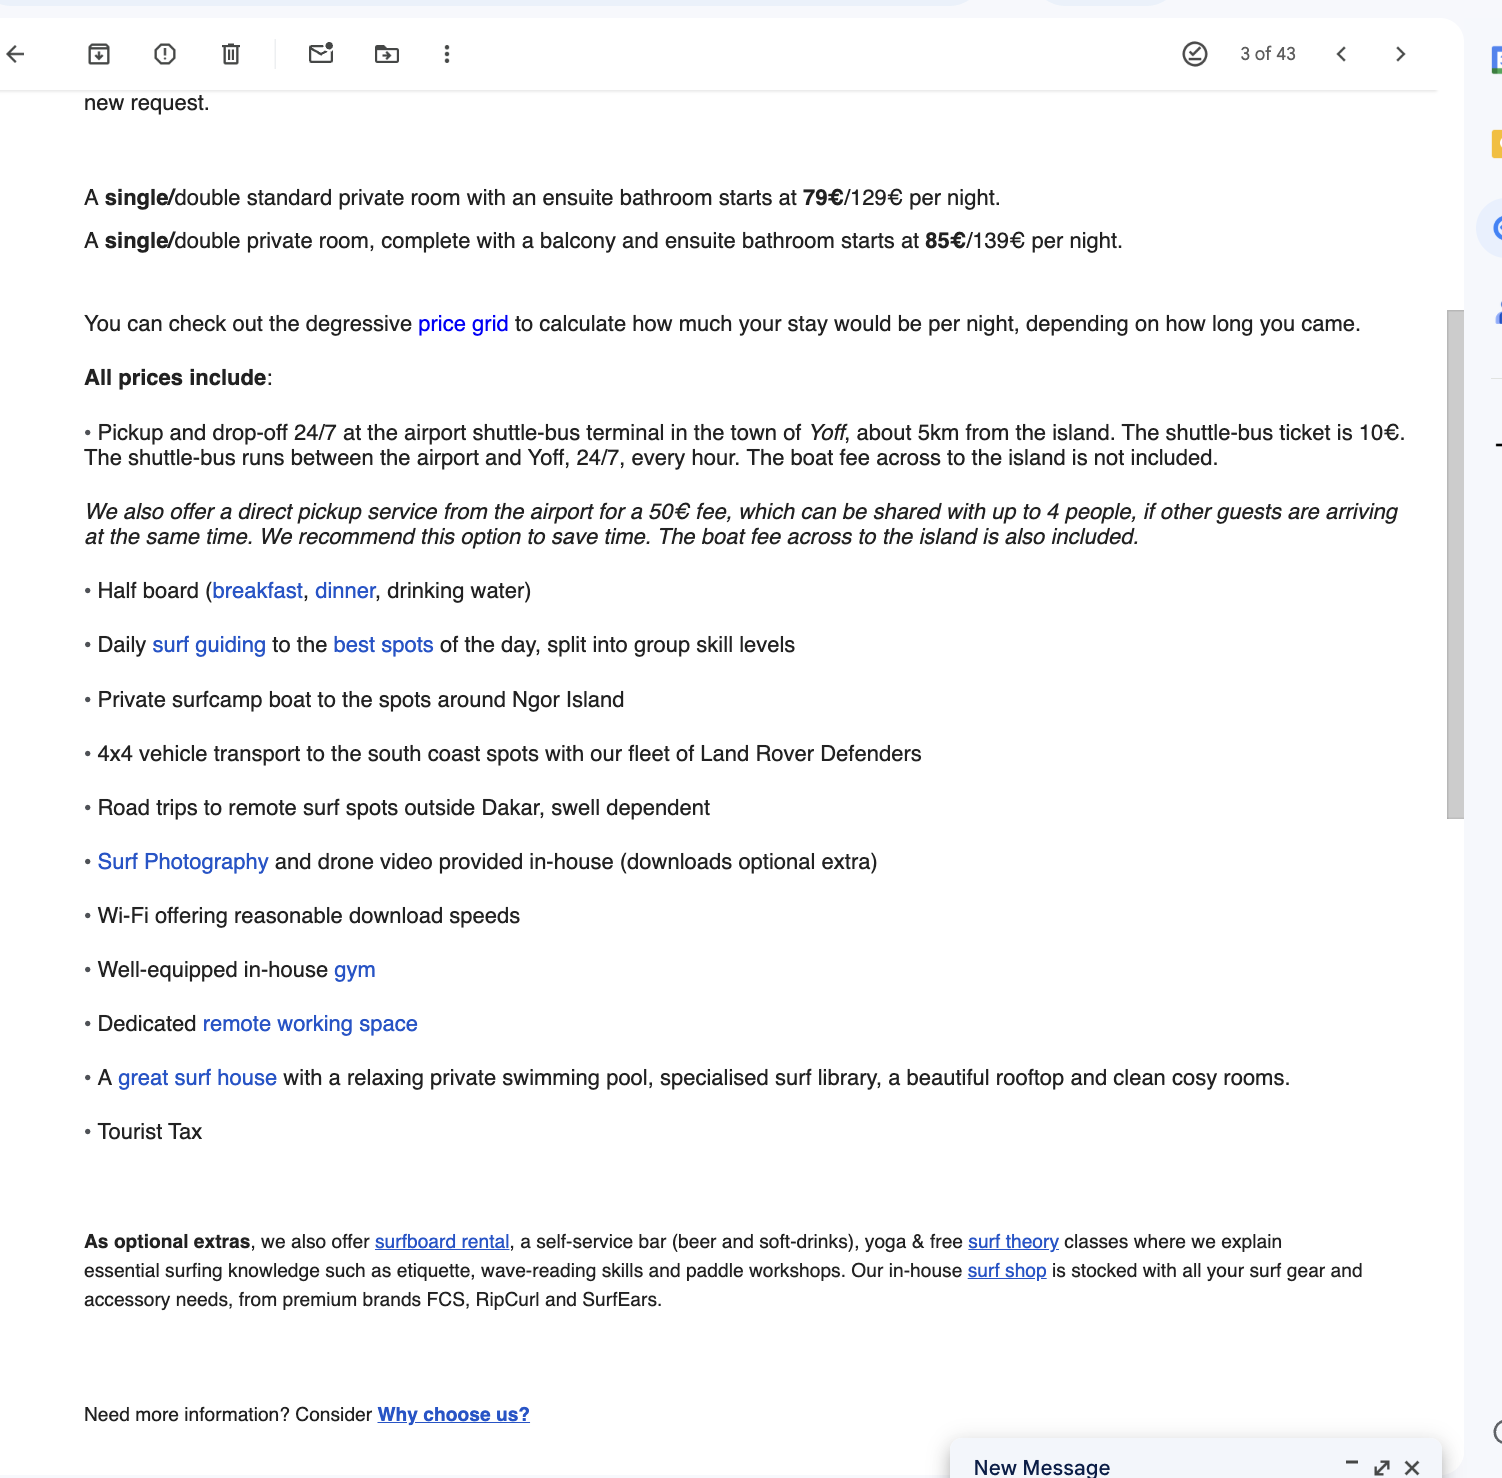 3 of 43
new request.
A single/double standard private room with an ensuite bathroom starts at 79€/129€ per night.
A single/double private room, complete with a balcony and ensuite bathroom starts at 85€/139€ per night.
You can check out the degressive price grid to calculate how much your stay would be per night, depending on how long you came.
All prices include:
• Pickup and drop-off 24/7 at the airport shuttle-bus terminal in the town of Yoff, about 5km from the island. The shuttle-bus ticket is 10€.
The shuttle-bus runs between the airport and Yoff, 24/7, every hour. The boat fee across to the island is not included.
We also offer a direct pickup service from the airport for a 50€ fee, which can be shared with up to 4 people, if other guests are arriving
at the same time. We recommend this option to save time. The boat fee across to the island is also included.
• Half board (breakfast, dinner, drinking water)
• Daily surf guiding to the best spots of the day, split into group skill levels
• Private surfcamp boat to the spots around Ngor Island
• 4x4 vehicle transport to the south coast spots with our fleet of Land Rover Defenders
• Road trips to remote surf spots outside Dakar, swell dependent
• Surf Photography and drone video provided in-house (downloads optional extra)
• Wi-Fi offering reasonable download speeds
• Well-equipped in-house gym
• Dedicated remote working space
• A great surf house with a relaxing private swimming pool, specialised surf library, a beautiful rooftop and clean cosy rooms.
• Tourist Tax
As optional extras, we also offer surfboard rental, a self-service bar (beer and soft-drinks), yoga & free surf theory classes where we explain
essential surfing knowledge such as etiquette, wave-reading skills and paddle workshops. Our in-house surf shop is stocked with all your surf gear and
accessory needs, from premium brands FCS, RipCurl and SurfEars.
Need more information? Consider Why choose us?
New Message